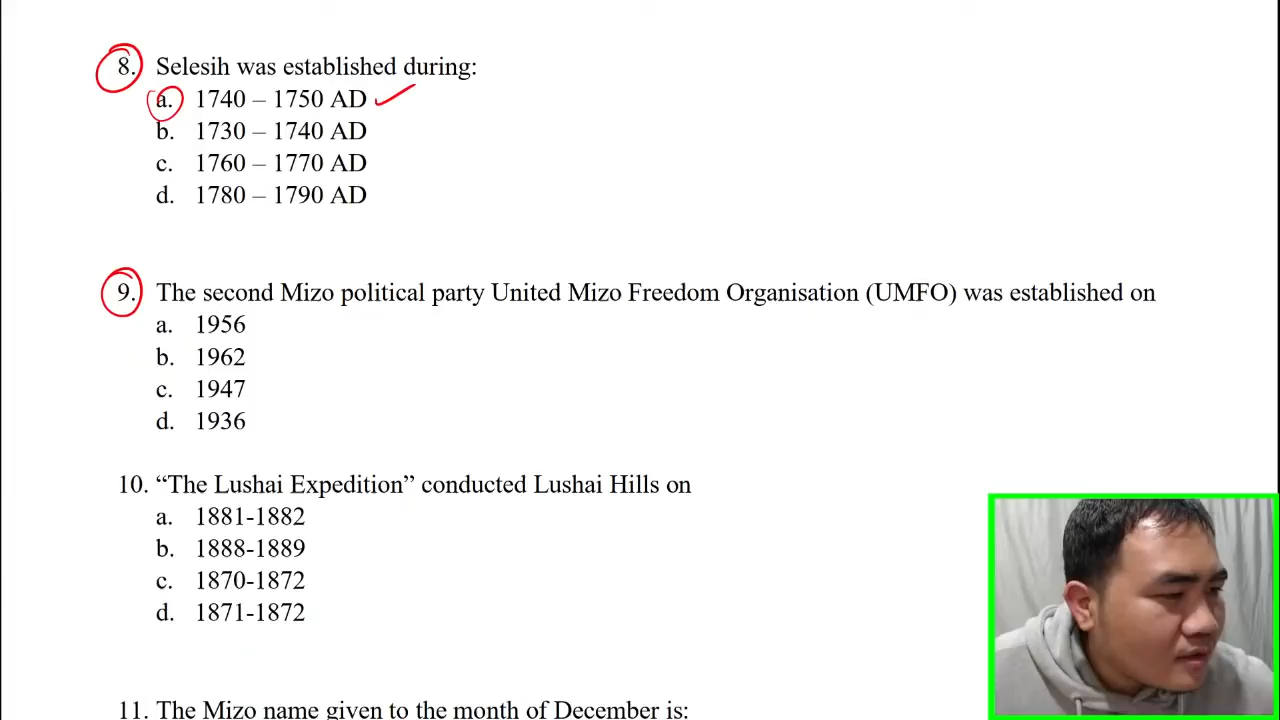 8. Selesih was established during:
a. 1740 – 1750 AD
b. 1730 – 1740 AD
c. 1760 – 1770 AD
d. 1780 – 1790 AD
9. The second Mizo political party United Mizo Freedom Organisation (UMFO) was established on
a. 1956
b. 1962
c. 1947
d. 1936
10. “The Lushai Expedition” conducted Lushai Hills on
a. 1881-1882
b. 1888-1889
c. 1870-1872
d. 1871-1872
11. The Mizo name given to the month of December is: